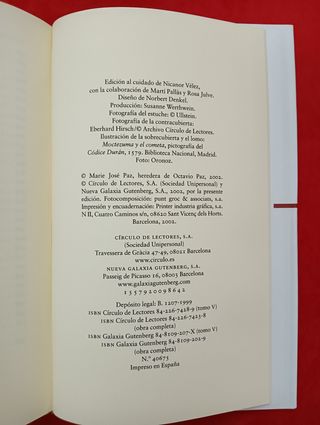 Edición al cuidado de Nicanor Vélez,
con la colaboración de Martí Pallás y Rosa Julve.
Diseño de Norbert Denkel.
Producción: Susanne Werthwein.
Fotografía del estuche: © Ullstein.
Fotografía de la contracubierta:
Eberhard Hirsch/© Archivo Círculo de Lectores.
Ilustración de la sobrecubierta y el lomo:
Moctezuma y el cometa, pictografía del
Códice Durán, 1579. Biblioteca Nacional, Madrid.
Foto: Oronoz.
© Marie José Paz, heredera de Octavio Paz, 2002.
© Círculo de Lectores, S.A. (Sociedad Unipersonal) y
Nueva Galaxia Gutenberg, S.A., 2002, por la presente
edición. Fotocomposición: punt groc & associats, s.a.
Impresión y encuadernación: Printer industria gráfica, s.a.
N II, Cuatro Caminos s/n, 08620 Sant Vicenç dels Horts.
Barcelona, 2002.
CÍRCULO DE LECTORES, S.A.
(Sociedad Unipersonal)
Travessera de Gràcia 47-49, 08021 Barcelona
www.circulo.es
NUEVA GALAXIA GUTENBERG, S.A.
Passeig de Picasso 16, 08003 Barcelona
www.galaxiagutenberg.com
1 3 5 7 9 2 0 0 9 8 6 4 2
Depósito legal: B. 1207-1999
ISBN Círculo de Lectores 84-226-7418-9 (tomo V)
ISBN Círculo de Lectores 84-226-7423-8
(obra completa)
ISBN Galaxia Gutenberg 84-8109-207-X (tomo V)
ISBN Galaxia Gutenberg 84-8109-202-9
(obra completa)
N.º 40675
Impreso en España